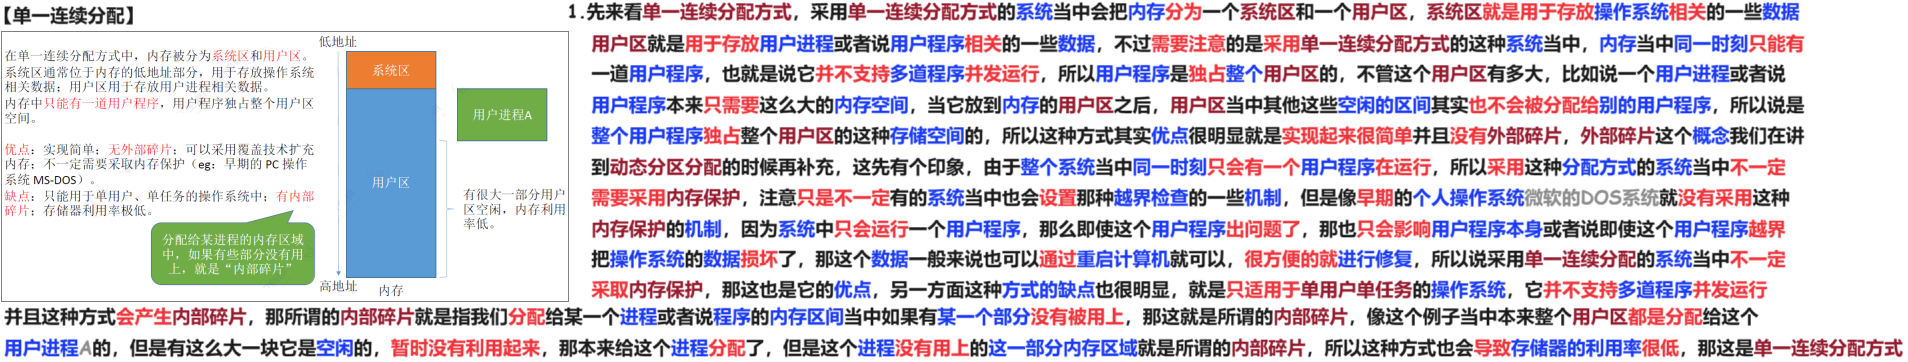 【单一连续分配】
在单一连续分配方式中，内存被分为系统区和用户区。
系统区通常位于内存的低地址部分，用于存放操作系统
相关数据；用户区用于存放用户进程相关数据。
内存中只能有一道用户程序，用户程序独占整个用户区
空间。
优点：实现简单；无外部碎片；可以采用覆盖技术扩充
内存；不一定需要采取内存保护（eg：早期的 PC 操作
系统 MS-DOS）。
缺点：只能用于单用户、单任务的操作系统中；有内部
碎片；存储器利用率极低。
分配给某进程的内存区域
中，如果有些部分没有用
上，就是“内部碎片”
低地址
系统区
用户区
高地址
内存
用户进程A
有很大一部分用户
区空闲，内存利用
率低。
1.先来看单一连续分配方式，采用单一连续分配方式的系统当中会把内存分为一个系统区和一个用户区，系统区就是用于存放操作系统相关的一些数据
用户区就是用于存放用户进程或者说用户程序相关的一些数据，不过需要注意的是采用单一连续分配方式的这种系统当中，内存当中同一时刻只能有
一道用户程序，也就是说它并不支持多道程序并发运行，所以用户程序是独占整个用户区的，不管这个用户区有多大，比如说一个用户进程或者说
用户程序本来只需要这么大的内存空间，当它放到内存的用户区之后，用户区当中其他这些空闲的区间其实也不会被分配给别的用户程序，所以说是
整个用户程序独占整个用户区的这种存储空间的，所以这种方式其实优点很明显就是实现起来很简单并且没有外部碎片，外部碎片这个概念我们在讲
到动态分区分配的时候再补充，这先有个印象，由于整个系统当中同一时刻只会有一个用户程序在运行，所以采用这种分配方式的系统当中不一定
需要采用内存保护，注意只是不一定有的系统当中也会设置那种越界检查的一些机制，但是像早期的个人操作系统微软的DOS系统就没有采用这种
内存保护的机制，因为系统中只会运行一个用户程序，那么即使这个用户程序出问题了，那也只会影响用户程序本身或者说即使这个用户程序越界
把操作系统的数据损坏了，那这个数据一般来说也可以通过重启计算机就可以，很方便的就进行修复，所以说采用单一连续分配的系统当中不一定
采取内存保护，那这也是它的优点，另一方面这种方式的缺点也很明显，就是只适用于单用户单任务的操作系统，它并不支持多道程序并发运行
并且这种方式会产生内部碎片，那所谓的内部碎片就是指我们分配给某一个进程或者说程序的内存区间当中如果有某一个部分没有被用上，那这就是所谓的内部碎片，像这个例子当中本来整个用户区都是分配给这个
用户进程A的，但是有这么大一块它是空闲的，暂时没有利用起来，那本来给这个进程分配了，但是这个进程没有用上的这一部分内存区域就是所谓的内部碎片，所以这种方式也会导致存储器的利用率很低，那这是单一连续分配方式